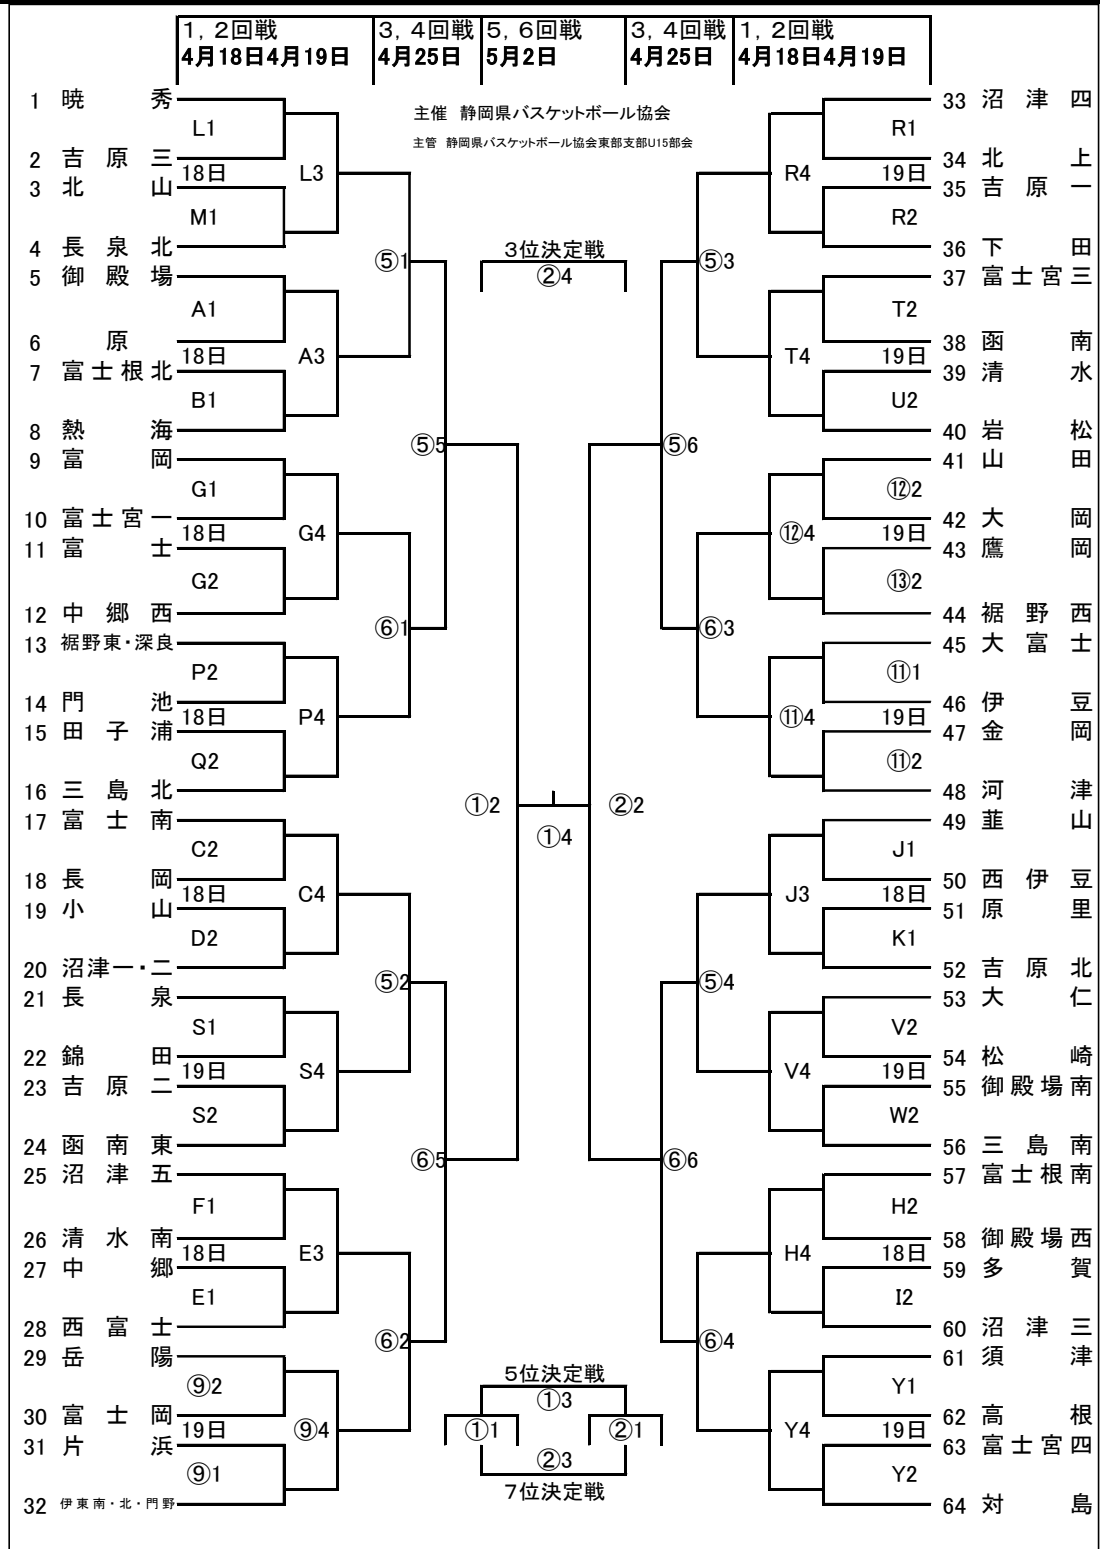 1，2回戦 3，4回戦 5，6回戦 3，4回戦 1，2回戦
4月18日4月19日 4月25日 5月2日 4月25日 4月18日4月19日
主催 静岡県バスケットボール協会
主管 静岡県バスケットボール協会東部支部U15部会
1 暁秀 33 沼津四
L1 R1
2 吉原三 34 北上
18日 L3 R4 19日
3 北山 35 吉原一
M1 R2
4 長泉北 36 下田
⑤1 3位決定戦 ⑤3
5 御殿場 ②4 37 富士宮三
A1 T2
6 原 38 函南
18日 A3 T4 19日
7 富士根北 39 清水
B1 U2
8 熱海 40 岩松
⑤5 ⑤6
9 富岡 41 山田
G1 ⑫2
10 富士宮一 42 大岡
18日 G4 ⑫4 19日
11 富士 43 鷹岡
G2 ⑬2
12 中郷西 44 裾野西
⑥1 ⑥3
13 裾野東・深良 45 大富士
P2 ⑪1
14 門池 46 伊豆
18日 P4 ⑪4 19日
15 田子浦 47 金岡
Q2 ⑪2
16 三島北 48 河津
①2 ①4 ②2
17 富士南 49 韮山
C2 J1
18 長岡 50 西伊豆
18日 C4 J3 18日
19 小山 51 原里
D2 K1
20 沼津一・二 52 吉原北
⑤2 ⑤4
21 長泉 53 大仁
S1 V2
22 錦田 54 松崎
19日 S4 V4 19日
23 吉原二 55 御殿場南
S2 W2
24 函南東 56 三島南
⑥5 ⑥6
25 沼津五 57 富士根南
F1 H2
26 清水南 58 御殿場西
18日 E3 H4 18日
27 中郷 59 多賀
E1 I2
28 西富士 60 沼津三
⑥2 ⑥4
29 岳陽 61 須津
⑨2 5位決定戦 Y1
①3
30 富士岡 62 高根
19日 ⑨4 ①1 ②1 Y4 19日
31 片浜 63 富士宮四
⑨1 ②3 Y2
7位決定戦
32 伊東南・北・門野 64 対島